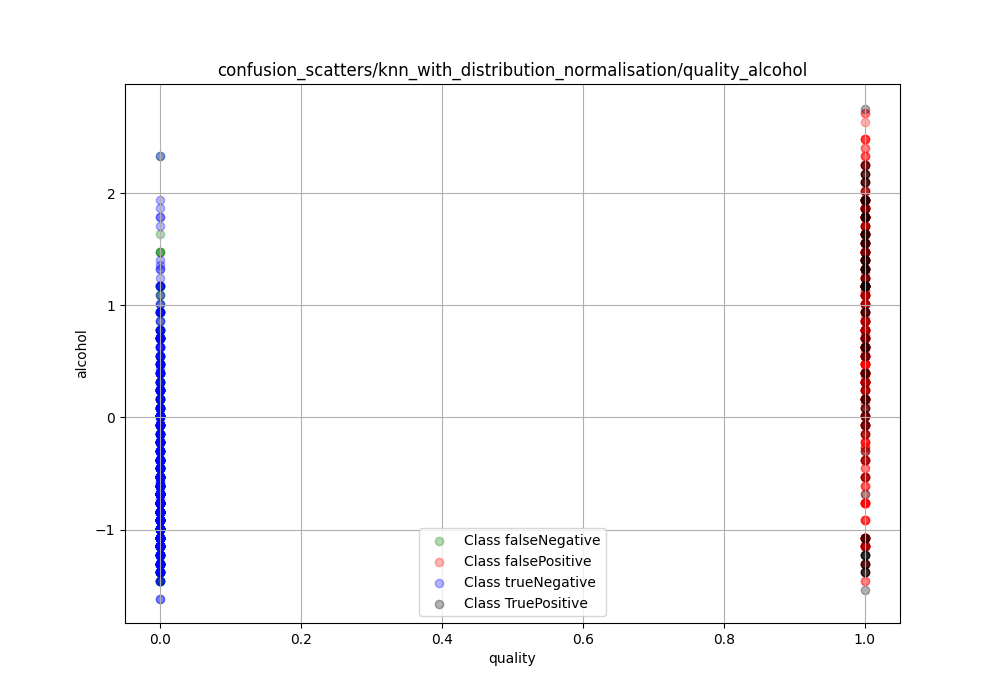 confusion_scatters/knn_with_distribution_normalisation/quality_alcohol
alcohol
2
1
0
−1
Class falseNegative
Class falsePositive
Class trueNegative
Class TruePositive
0.0 0.2 0.4 0.6 0.8 1.0
quality